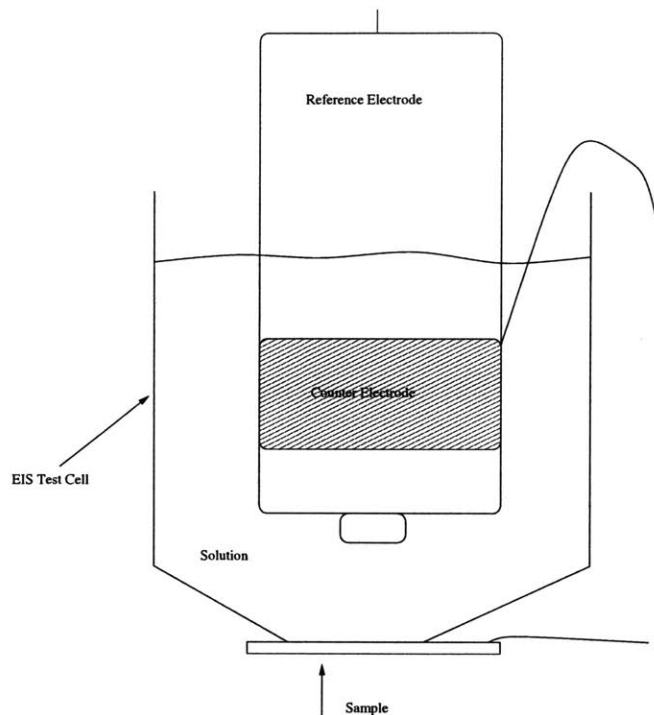 Reference Electrode
Counter Electrode
EIS Test Cell
Solution
Sample